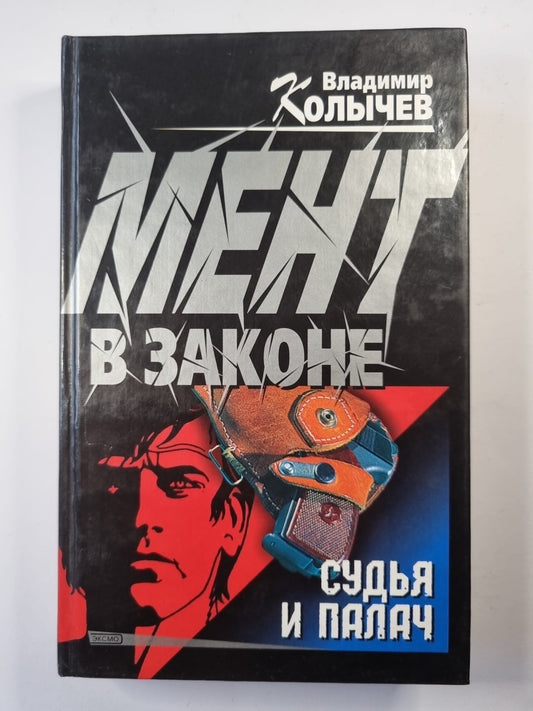 Владимир
КОЛЫЧЕВ
МЕНТ
В ЗАКОНЕ
СУДЬЯ
И ПАЛАЧ
ЭКСМО